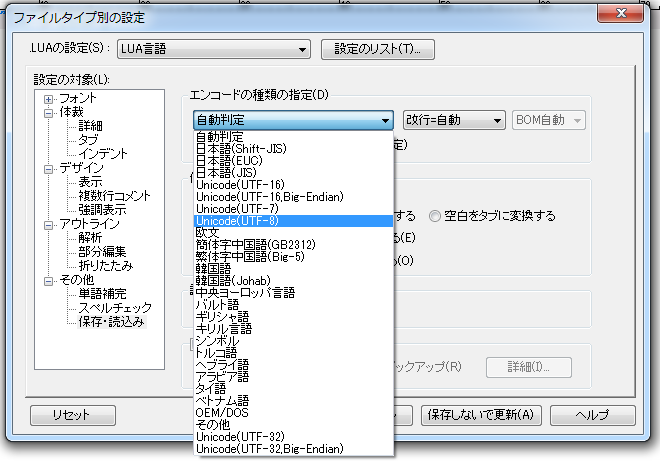 ファイルタイプ別の設定
.LUAの設定(S):
LUA言語
設定のリスト(T)...
設定の対象(L):
フォント
体裁
詳細
タブ
インデント
デザイン
表示
複数行コメント
強調表示
アウトライン
解析
部分編集
折りたたみ
その他
単語補完
スペルチェック
保存・読込み
エンコードの種類の指定(D)
自動判定
改行=自動
BOM自動
自動判定
日本語(Shift-JIS)
日本語(EUC)
日本語(JIS)
Unicode(UTF-16)
Unicode(UTF-16,Big-Endian)
Unicode(UTF-7)
Unicode(UTF-8)
欧文
簡体字中国語(GB2312)
繁体字中国語(Big-5)
韓国語
韓国語(Johab)
中央ヨーロッパ言語
バルト語
ギリシャ語
キリル言語
シンボル
トルコ語
ヘブライ語
アラビア語
タイ語
ベトナム語
OEM/DOS
その他
Unicode(UTF-32)
Unicode(UTF-32,Big-Endian)
定)
する
空白をタブに変換する
る(E)
(O)
ックアップ(R)
詳細(I)...
リセット
保存しないで更新(A)
ヘルプ